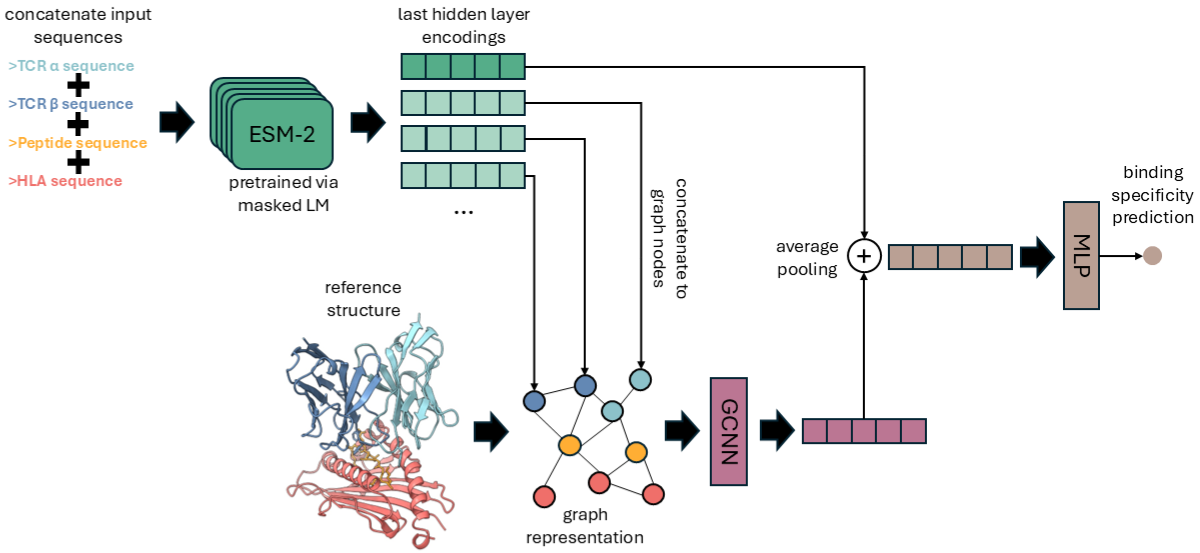 concatenate input
sequences
>TCR α sequence
>TCR β sequence
>Peptide sequence
>HLA sequence
ESM-2
pretrained via
masked LM
last hidden layer
encodings
...
concatenate to
graph nodes
reference
structure
graph
representation
GCNN
average
pooling
+
MLP
binding
specificity
prediction